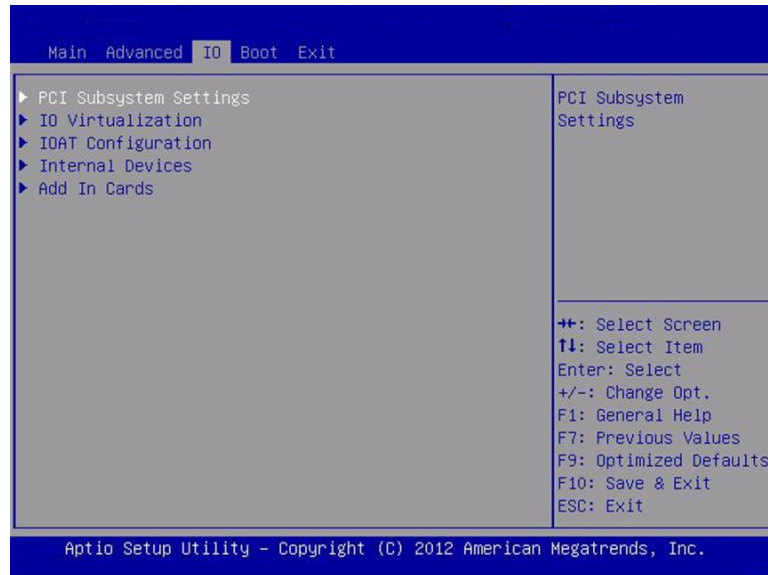 Main Advanced IO Boot Exit
▶ PCI Subsystem Settings
▶ IO Virtualization
▶ IOAT Configuration
▶ Internal Devices
▶ Add In Cards
PCI Subsystem
Settings
→←: Select Screen
↑↓: Select Item
Enter: Select
+/-: Change Opt.
F1: General Help
F7: Previous Values
F9: Optimized Defaults
F10: Save & Exit
ESC: Exit
Aptio Setup Utility - Copyright (C) 2012 American Megatrends, Inc.